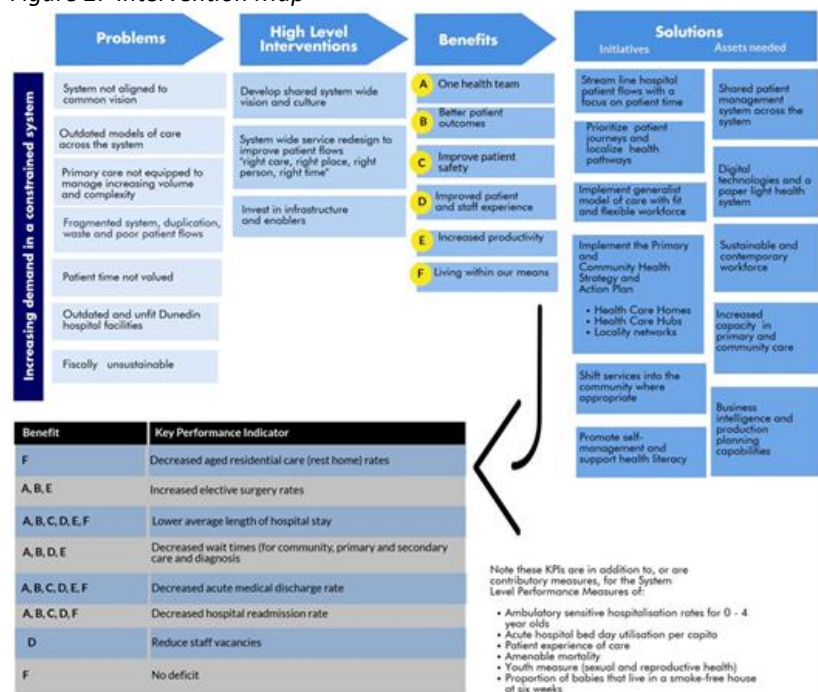 Figure 2: Intervention Map
Problems
High Level
Interventions
Benefits
Solutions
Initiatives
Assets needed
Increasing demand in a constrained system
System not aligned to
common vision
Outdated models of care
across the system
Primary care not equipped to
manage increasing volume
and complexity
Fragmented system, duplication,
waste and poor patient flows
Patient time not valued
Outdated and unfit Dunedin
hospital facilities
Fiscally unsustainable
Develop shared system wide
vision and culture
System wide service redesign to
improve patient flows
"right care, right place, right
person, right time"
Invest in infrastructure
and enablers
A One health team
B Better patient
outcomes
C Improve patient
safety
D Improved patient
and staff experience
E Increased productivity
F Living within our means
Stream line hospital
patient flows with a
focus on patient time
Prioritize patient
journeys and
localize health
pathways
Implement generalist
model of care with fit
and flexible workforce
Implement the Primary
and
Community Health
Strategy and
Action Plan
• Health Care Homes
• Health Care Hubs
• Locality networks
Shift services into the
community where
appropriate
Promote self-
management and
support health literacy
Shared patient
management
system across the
system
Digital
technologies and a
paper light health
system
Sustainable and
contemporary
workforce
Increased
capacity in
primary and
community care
Business
intelligence and
production
planning
capabilities
Benefit Key Performance Indicator
F Decreased aged residential care (rest home) rates
A, B, E Increased elective surgery rates
A, B, C, D, E, F Lower average length of hospital stay
A, B, D, E Decreased wait times (for community, primary and secondary
care and diagnosis
A, B, C, D, E, F Decreased acute medical discharge rate
A, B, C, D, F Decreased hospital readmission rate
D Reduce staff vacancies
F No deficit
Note these KPIs are in addition to, or are
contributory measures, for the System
Level Performance Measures of:
• Ambulatory sensitive hospitalisation rates for 0 - 4
year olds
• Acute hospital bed day utilisation per capita
• Patient experience of care
• Amenable mortality
• Youth measure (sexual and reproductive health)
• Proportion of babies that live in a smoke-free house
at six weeks